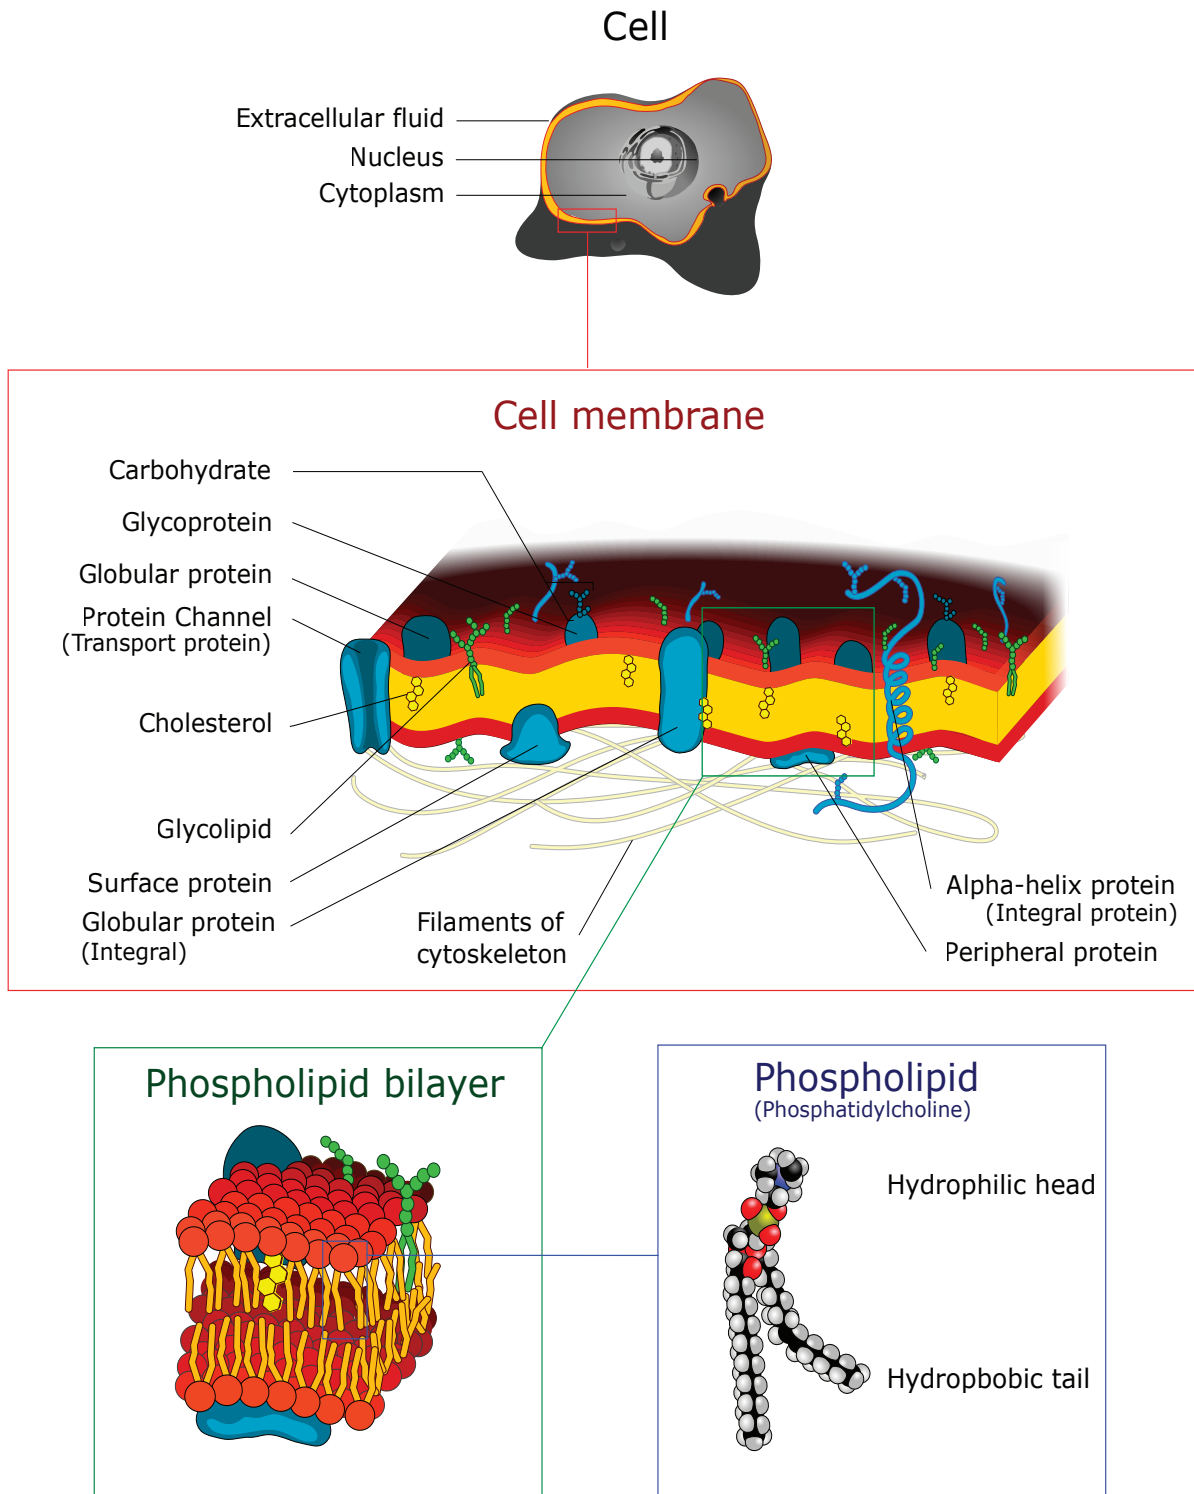 Cell
Extracellular fluid
Nucleus
Cytoplasm
Cell membrane
Carbohydrate
Glycoprotein
Globular protein
Protein Channel
(Transport protein)
Cholesterol
Glycolipid
Surface protein
Globular protein
(Integral)
Filaments of
cytoskeleton
Alpha-helix protein
(Integral protein)
Peripheral protein
Phospholipid bilayer
Phospholipid
(Phosphatidylcholine)
Hydrophilic head
Hydropbobic tail